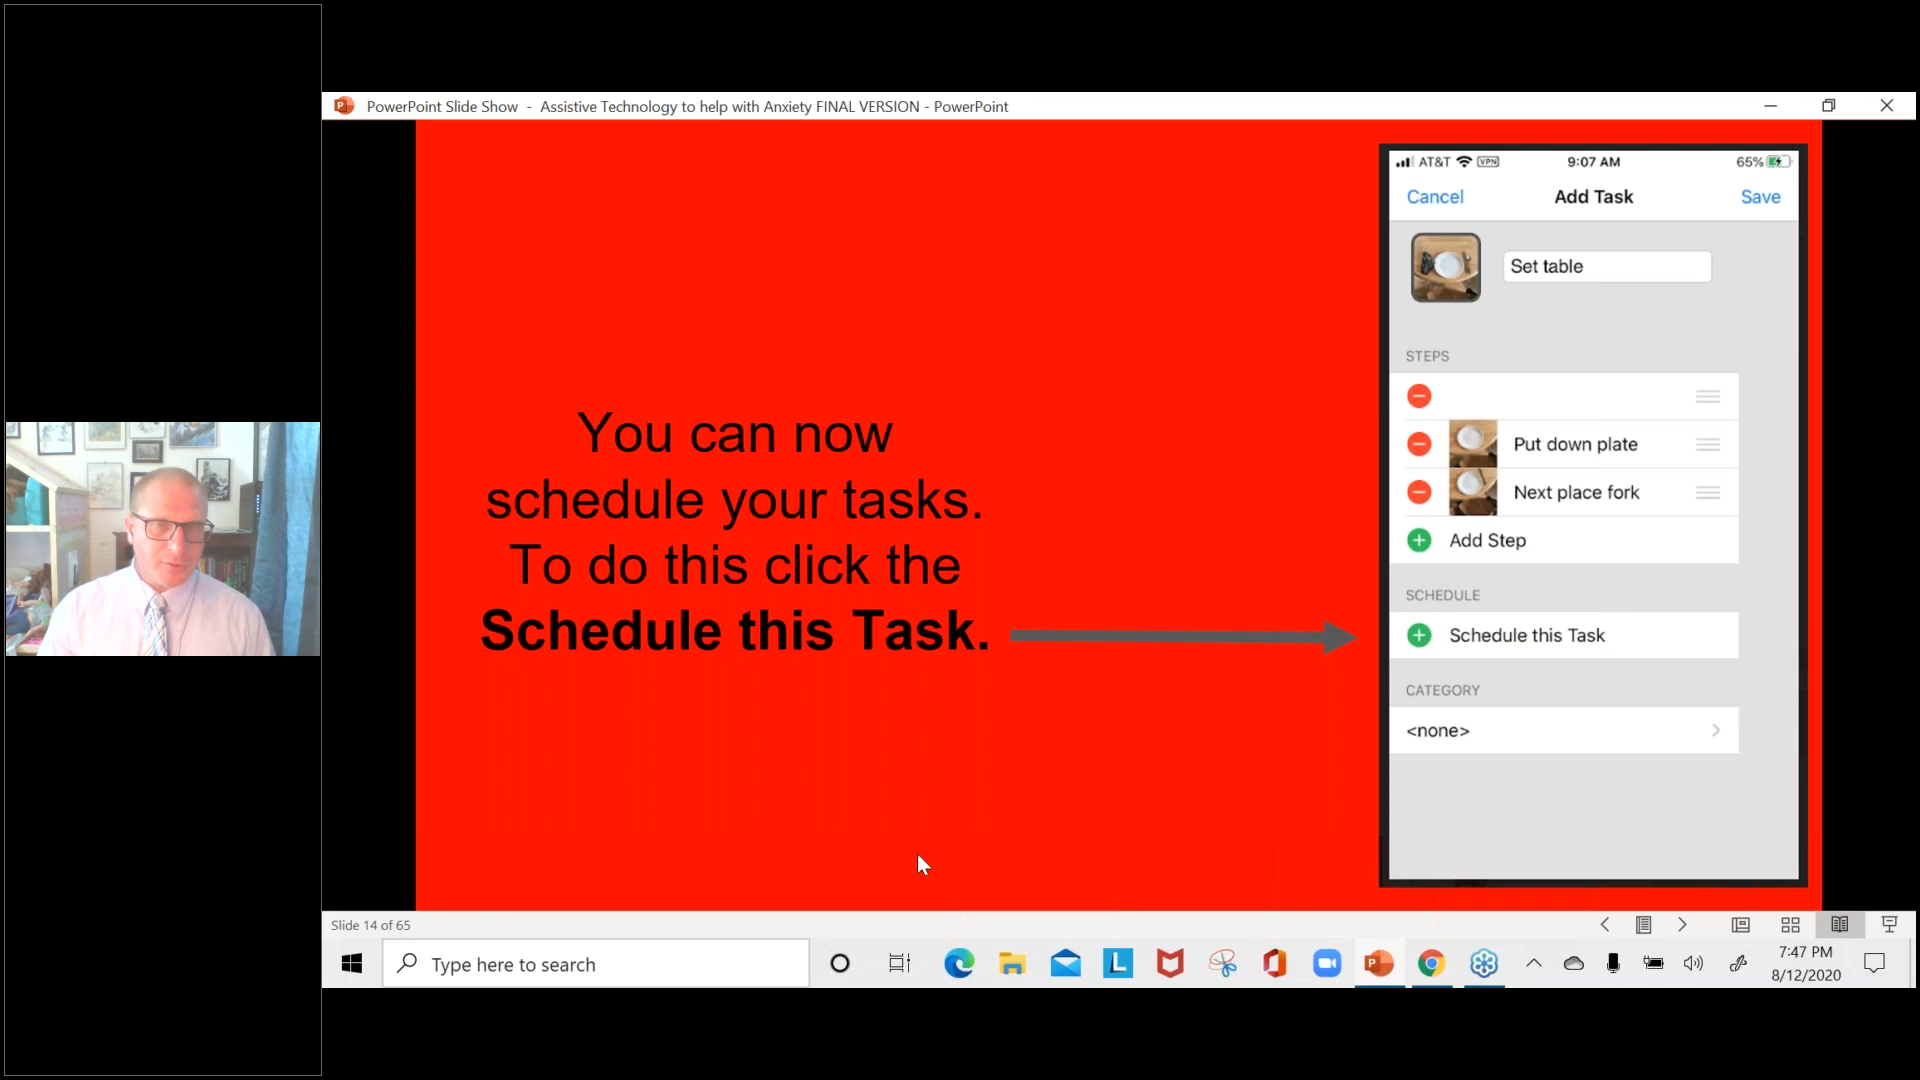 PowerPoint Slide Show - Assistive Technology to help with Anxiety FINAL VERSION - PowerPoint
You can now
schedule your tasks.
To do this click the
Schedule this Task.
AT&T VPN 9:07 AM 65%
Cancel Add Task Save
Set table
STEPS
Put down plate
Next place fork
Add Step
SCHEDULE
Schedule this Task
CATEGORY
<none>
Slide 14 of 65
Type here to search
7:47 PM
8/12/2020